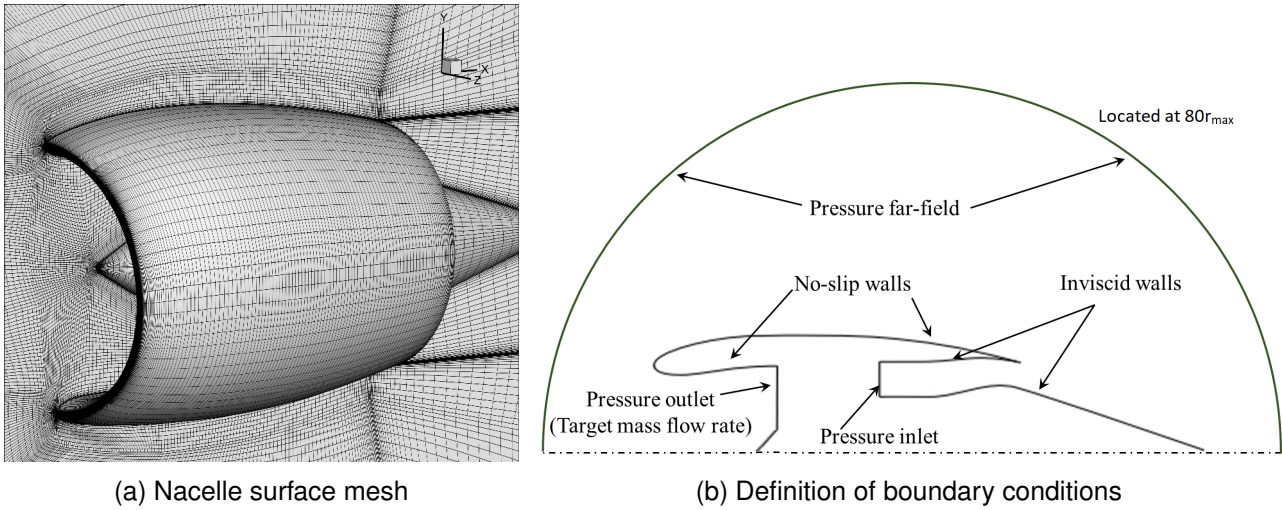 Y
X
Z
Located at 80rmax
Pressure far-field
No-slip walls
Inviscid walls
Pressure outlet
(Target mass flow rate)
Pressure inlet
(a) Nacelle surface mesh
(b) Definition of boundary conditions